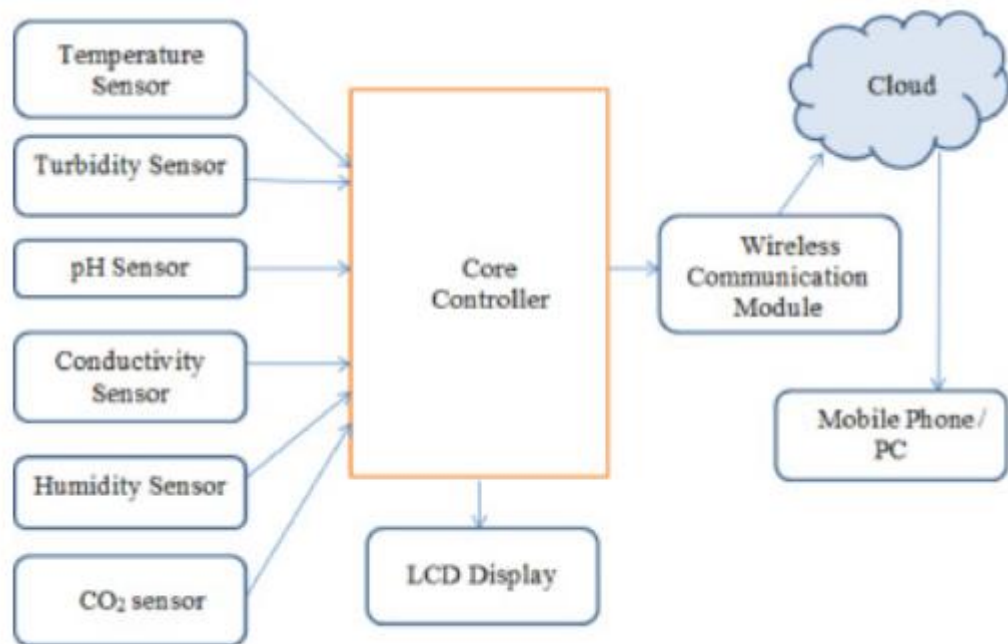 Temperature
Sensor
Turbidity Sensor
pH Sensor
Conductivity
Sensor
Humidity Sensor
CO₂ sensor
Core
Controller
LCD Display
Wireless
Communication
Module
Cloud
Mobile Phone /
PC